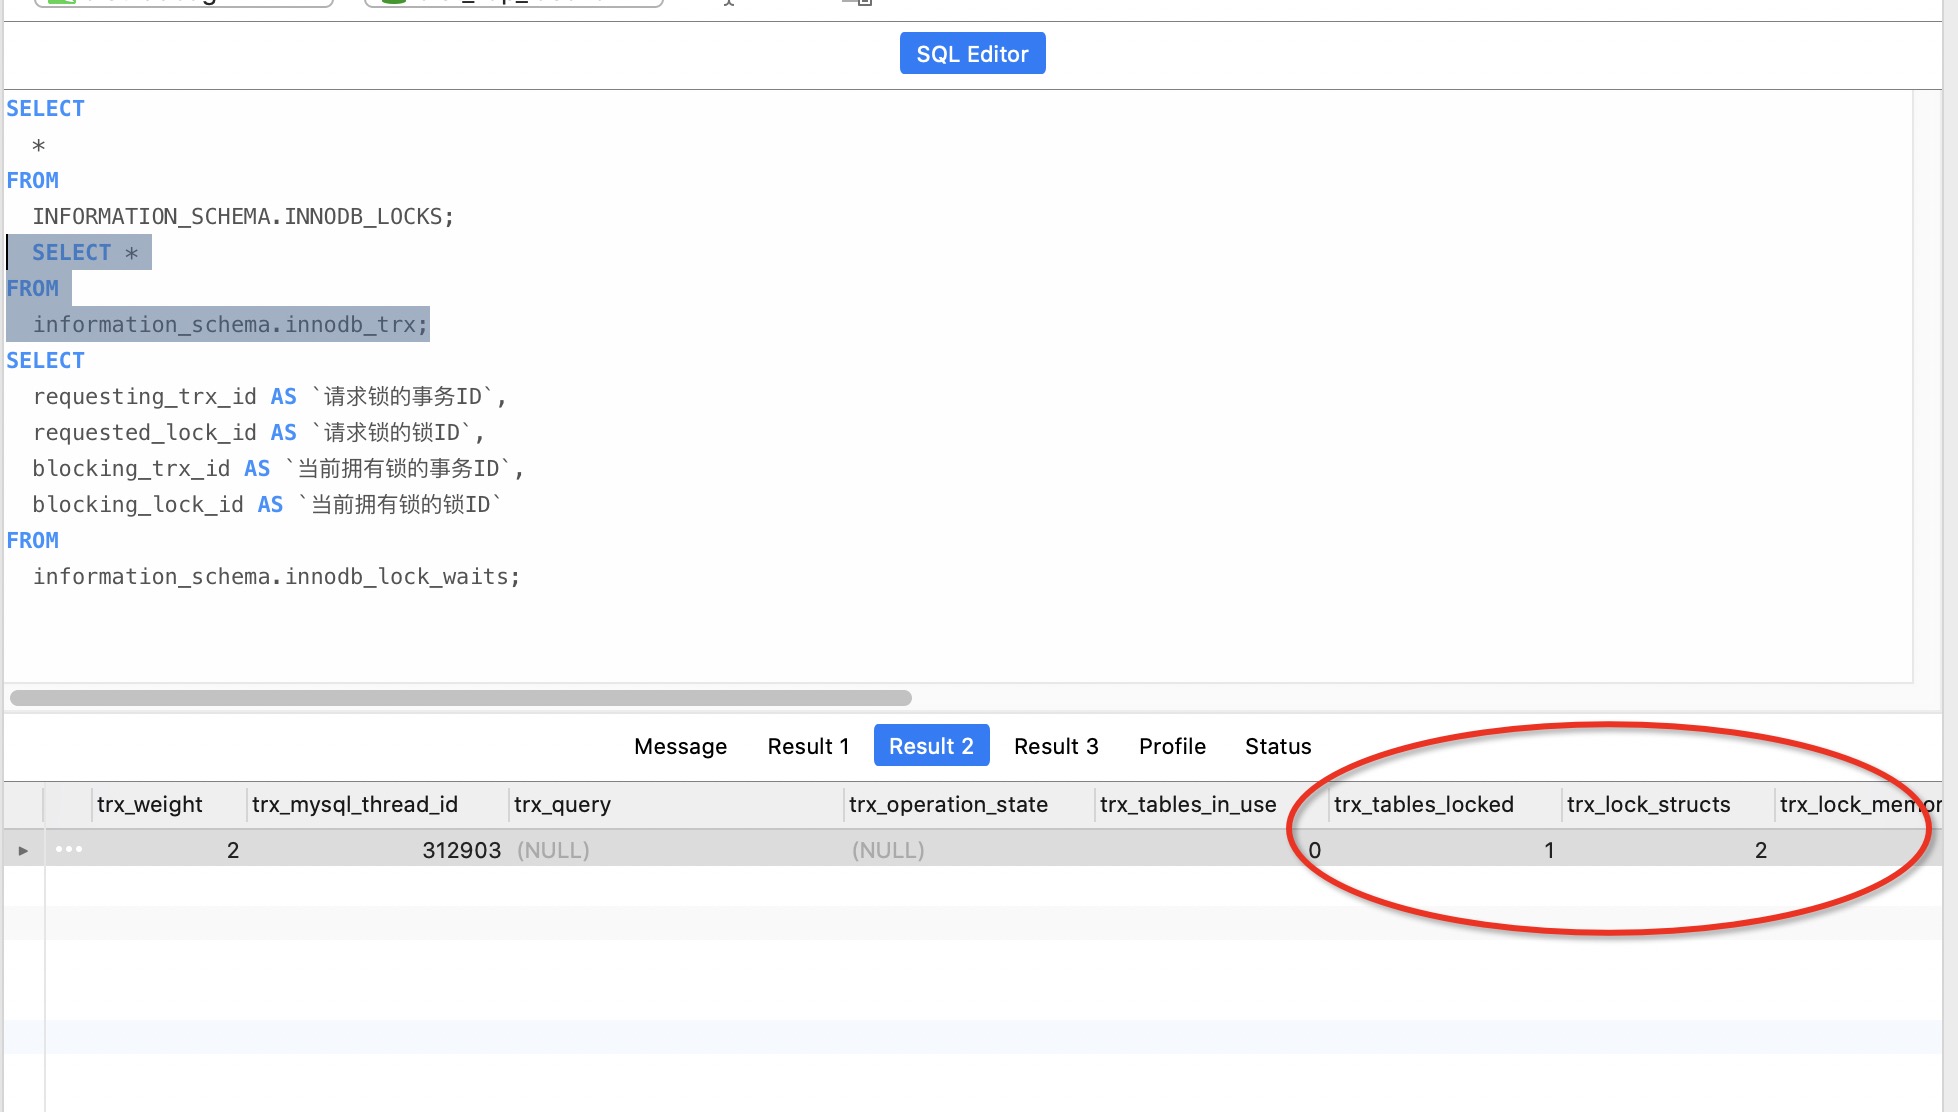 SQL Editor
SELECT
*
FROM
INFORMATION_SCHEMA.INNODB_LOCKS;
SELECT *
FROM
information_schema.innodb_trx;
SELECT
requesting_trx_id AS `请求锁的事务ID`,
requested_lock_id AS `请求锁的锁ID`,
blocking_trx_id AS `当前拥有锁的事务ID`,
blocking_lock_id AS `当前拥有锁的锁ID`
FROM
information_schema.innodb_lock_waits;
Message Result 1 Result 2 Result 3 Profile Status
trx_weight trx_mysql_thread_id trx_query trx_operation_state trx_tables_in_use trx_tables_locked trx_lock_structs trx_lock_memor
2 312903 (NULL) (NULL) 0 1 2